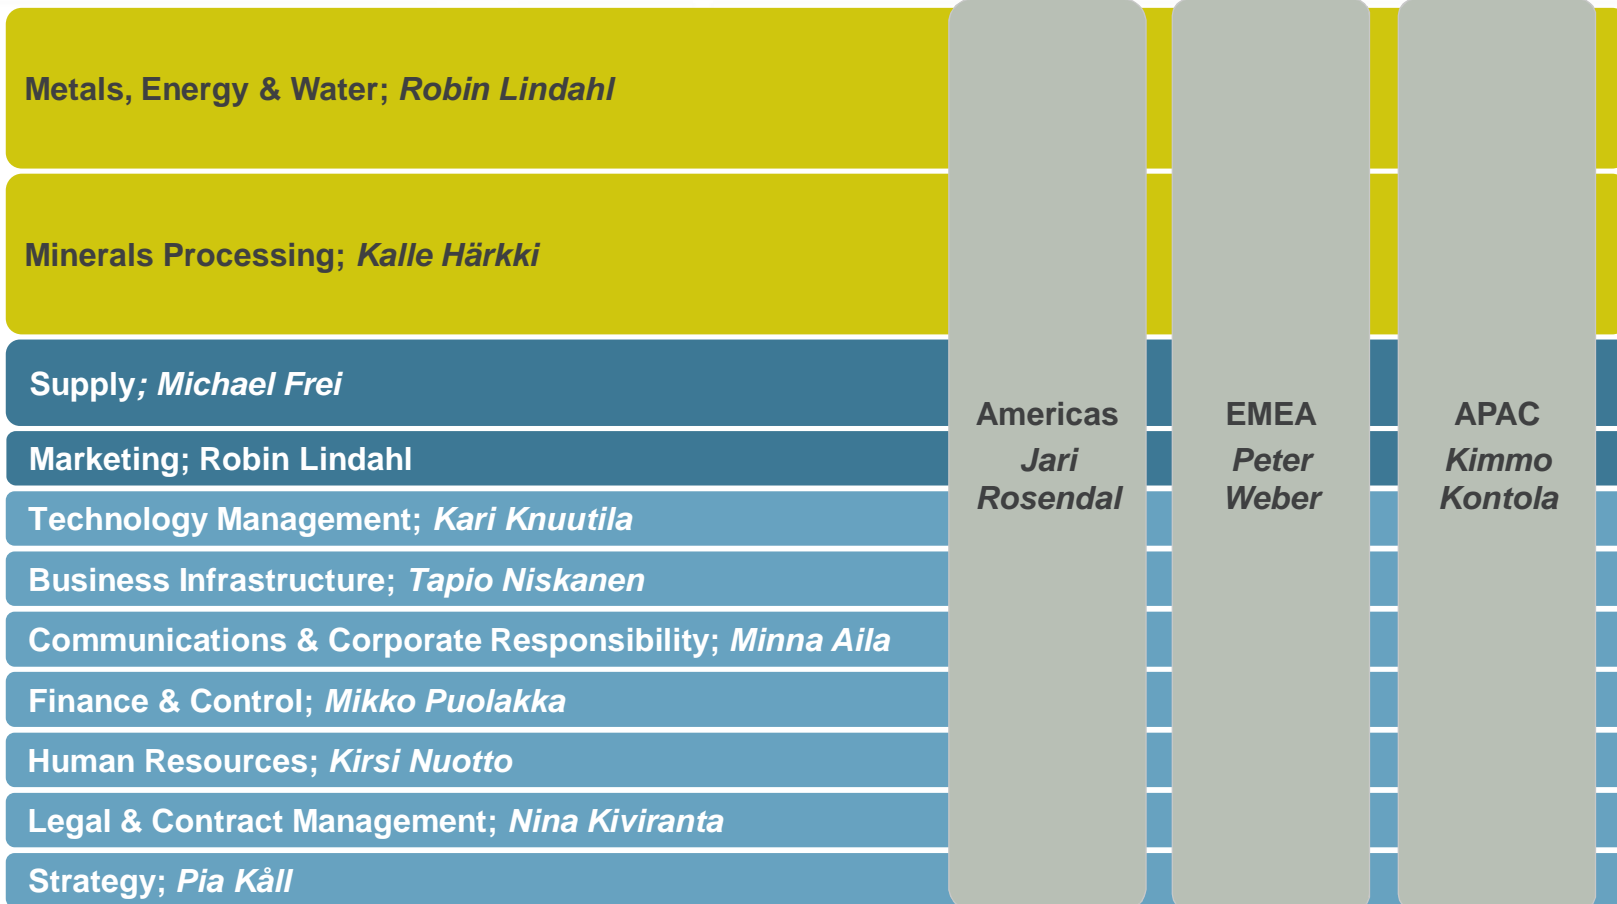 Metals, Energy & Water; Robin Lindahl
Minerals Processing; Kalle Härkki
Supply; Michael Frei
Marketing; Robin Lindahl
Technology Management; Kari Knuutila
Business Infrastructure; Tapio Niskanen
Communications & Corporate Responsibility; Minna Aila
Finance & Control; Mikko Puolakka
Human Resources; Kirsi Nuotto
Legal & Contract Management; Nina Kiviranta
Strategy; Pia Kåll
Americas
Jari
Rosendal
EMEA
Peter
Weber
APAC
Kimmo
Kontola